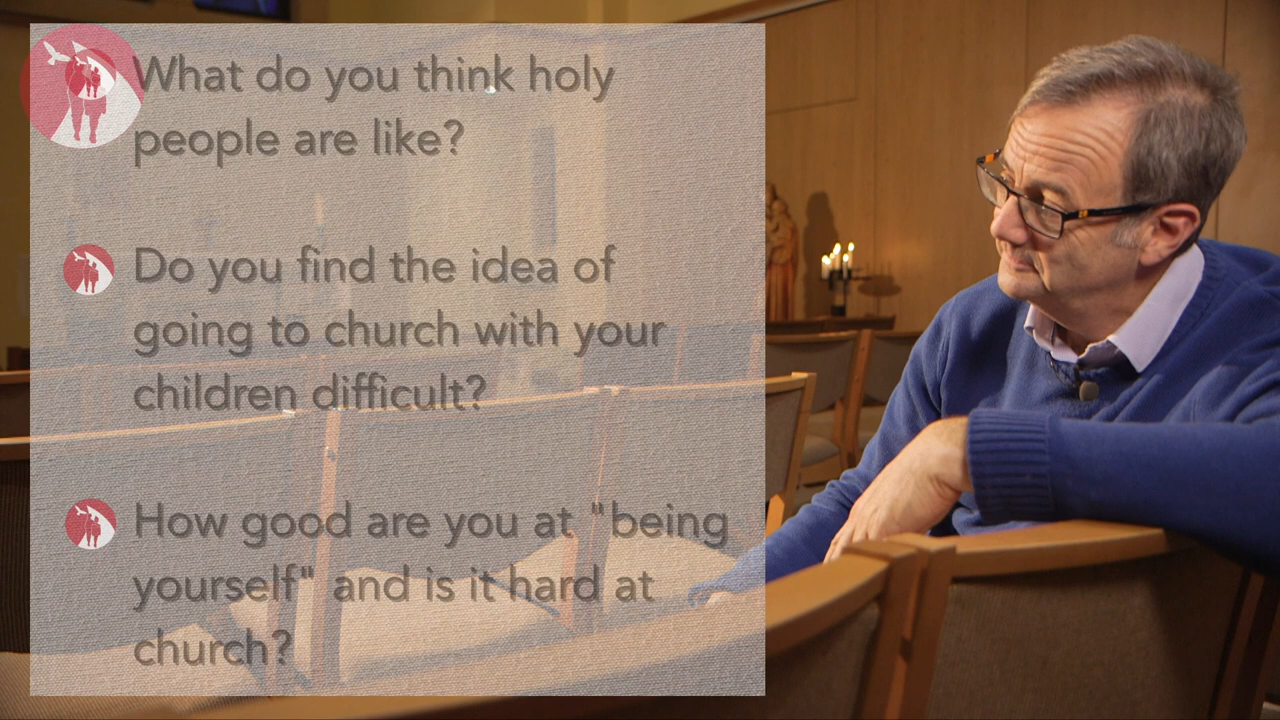 What do you think holy
people are like?
Do you find the idea of
going to church with your
children difficult?
How good are you at "being
yourself" and is it hard at
church?